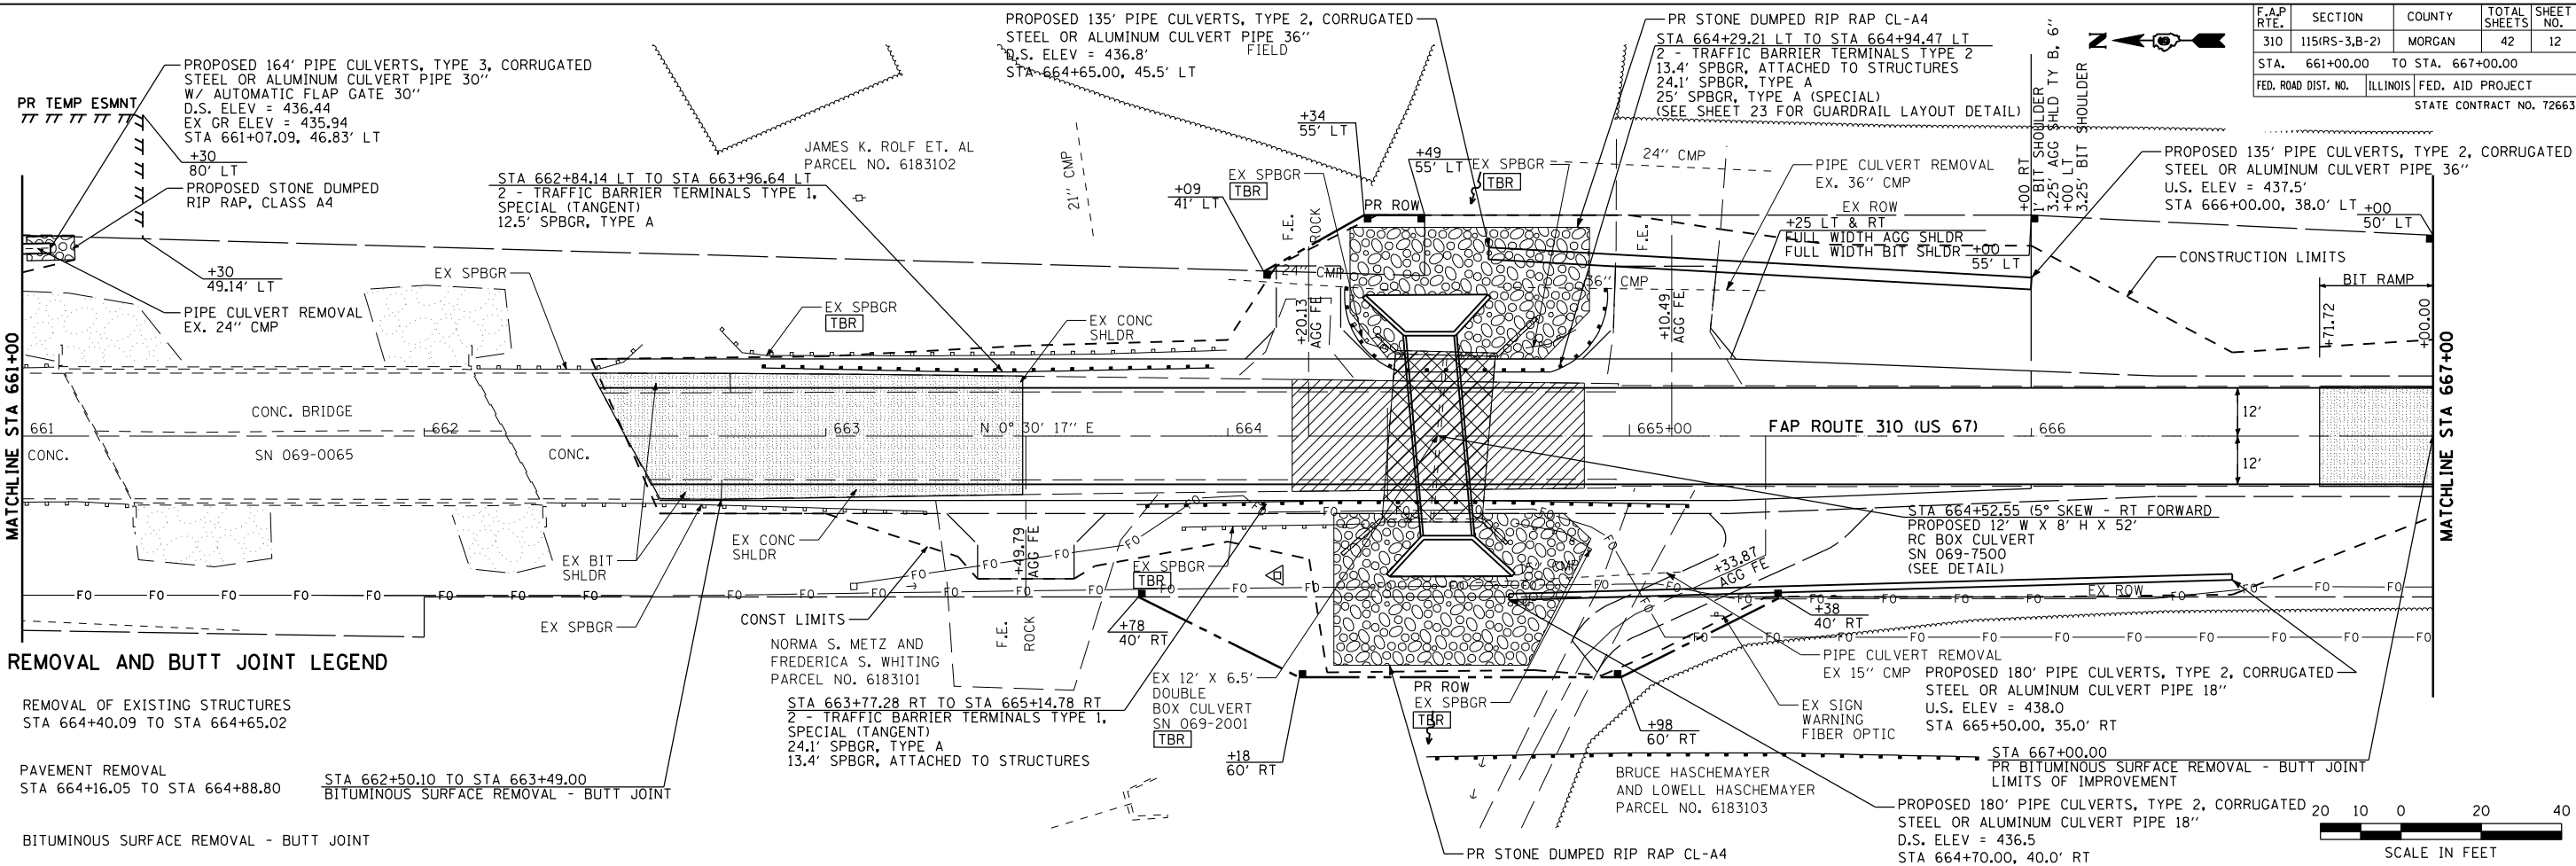 F.A.P RTE. SECTION COUNTY TOTAL SHEETS SHEET NO.
310 115(RS-3,B-2) MORGAN 42 12
STA. 661+00.00 TO STA. 667+00.00
FED. ROAD DIST. NO. ILLINOIS FED. AID PROJECT
STATE CONTRACT NO. 72663
N
PROPOSED 164' PIPE CULVERTS, TYPE 3, CORRUGATED
STEEL OR ALUMINUM CULVERT PIPE 30"
W/ AUTOMATIC FLAP GATE 30"
D.S. ELEV = 436.44
EX GR ELEV = 435.94
STA 661+07.09, 46.83' LT
PR TEMP ESMNT
+30
80' LT
PROPOSED STONE DUMPED
RIP RAP, CLASS A4
+30
49.14' LT
PIPE CULVERT REMOVAL
EX. 24" CMP
PROPOSED 135' PIPE CULVERTS, TYPE 2, CORRUGATED
STEEL OR ALUMINUM CULVERT PIPE 36"
D.S. ELEV = 436.8'
STA 664+65.00, 45.5' LT
FIELD
PR STONE DUMPED RIP RAP CL-A4
STA 664+29.21 LT TO STA 664+94.47 LT
2 - TRAFFIC BARRIER TERMINALS TYPE 2
13.4' SPBGR, ATTACHED TO STRUCTURES
24.1' SPBGR, TYPE A
25' SPBGR, TYPE A (SPECIAL)
(SEE SHEET 23 FOR GUARDRAIL LAYOUT DETAIL)
+00 RT
1' BIT SHOULDER
3.25' AGG SHLD TY B, 6"
+00 LT
3.25' BIT SHOULDER
PROPOSED 135' PIPE CULVERTS, TYPE 2, CORRUGATED
STEEL OR ALUMINUM CULVERT PIPE 36"
U.S. ELEV = 437.5'
STA 666+00.00, 38.0' LT
+00
50' LT
JAMES K. ROLF ET. AL
PARCEL NO. 6183102
STA 662+84.14 LT TO STA 663+96.64 LT
2 - TRAFFIC BARRIER TERMINALS TYPE 1,
SPECIAL (TANGENT)
12.5' SPBGR, TYPE A
21" CMP
+34
55' LT
+49
55' LT
+09
41' LT
EX SPBGR
TBR
EX SPBGR
TBR
24" CMP
PIPE CULVERT REMOVAL
EX. 36" CMP
PR ROW
EX ROW
F.E.
ROCK
F.E.
+25 LT & RT
FULL WIDTH AGG SHLDR
FULL WIDTH BIT SHLDR
+00
55' LT
CONSTRUCTION LIMITS
BIT RAMP
+71.72
+00.00
24" CMP
36" CMP
+20.13
AGG FE
+10.49
AGG FE
EX SPBGR
EX SPBGR
TBR
EX CONC
SHLDR
MATCHLINE STA 661+00
MATCHLINE STA 667+00
CONC. BRIDGE
SN 069-0065
CONC.
CONC.
661
662
663
N 0° 30' 17" E
664
665+00
FAP ROUTE 310 (US 67)
666
12'
12'
STA 664+52.55 (5° SKEW - RT FORWARD
PROPOSED 12' W X 8' H X 52'
RC BOX CULVERT
SN 069-7500
(SEE DETAIL)
EX BIT
SHLDR
EX CONC
SHLDR
EX SPBGR
CONST LIMITS
+49.79
AGG FE
F.E.
ROCK
EX SPBGR
TBR
+78
40' RT
15" CMP
+33.87
AGG FE
EX ROW
+38
40' RT
FO FO FO FO FO FO FO FO
NORMA S. METZ AND
FREDERICA S. WHITING
PARCEL NO. 6183101
STA 663+77.28 RT TO STA 665+14.78 RT
2 - TRAFFIC BARRIER TERMINALS TYPE 1,
SPECIAL (TANGENT)
24.1' SPBGR, TYPE A
13.4' SPBGR, ATTACHED TO STRUCTURES
EX 12' X 6.5'
DOUBLE
BOX CULVERT
SN 069-2001
TBR
+18
60' RT
PR ROW
EX SPBGR
TBR
+98
60' RT
PIPE CULVERT REMOVAL
EX 15" CMP
EX SIGN
WARNING
FIBER OPTIC
PROPOSED 180' PIPE CULVERTS, TYPE 2, CORRUGATED
STEEL OR ALUMINUM CULVERT PIPE 18"
U.S. ELEV = 438.0
STA 665+50.00, 35.0' RT
STA 667+00.00
PR BITUMINOUS SURFACE REMOVAL - BUTT JOINT
LIMITS OF IMPROVEMENT
BRUCE HASCHEMAYER
AND LOWELL HASCHEMAYER
PARCEL NO. 6183103
PROPOSED 180' PIPE CULVERTS, TYPE 2, CORRUGATED
STEEL OR ALUMINUM CULVERT PIPE 18"
D.S. ELEV = 436.5
STA 664+70.00, 40.0' RT
PR STONE DUMPED RIP RAP CL-A4
REMOVAL AND BUTT JOINT LEGEND
REMOVAL OF EXISTING STRUCTURES
STA 664+40.09 TO STA 664+65.02
PAVEMENT REMOVAL
STA 664+16.05 TO STA 664+88.80
STA 662+50.10 TO STA 663+49.00
BITUMINOUS SURFACE REMOVAL - BUTT JOINT
BITUMINOUS SURFACE REMOVAL - BUTT JOINT
20 10 0 20 40
SCALE IN FEET